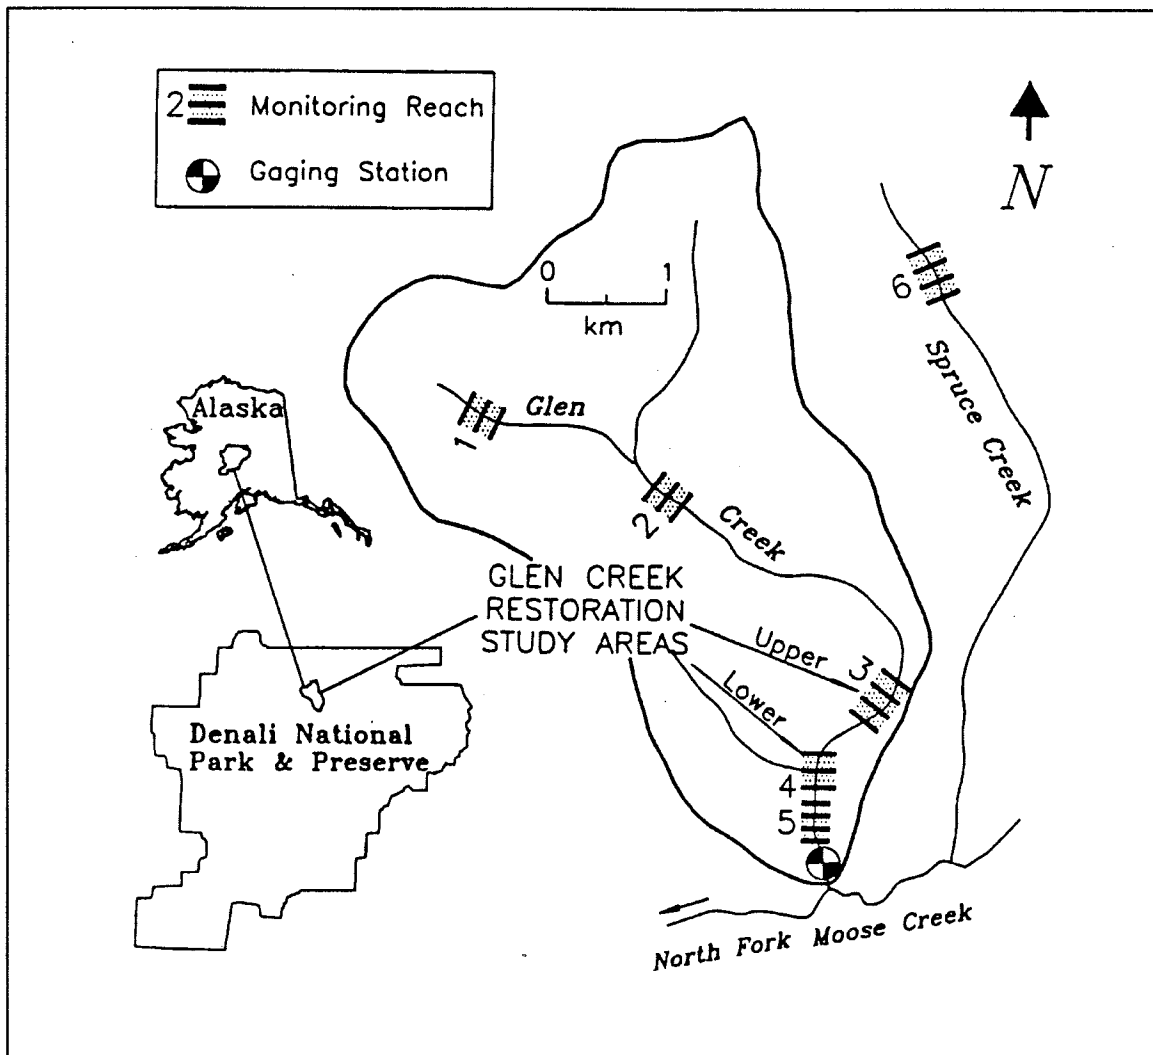 2 Monitoring Reach
Gaging Station
N
0 1
km
6
Spruce Creek
Alaska
Glen
1
2
Creek
GLEN CREEK
RESTORATION
STUDY AREAS
Upper
3
Lower
Denali National
Park & Preserve
4
5
North Fork Moose Creek